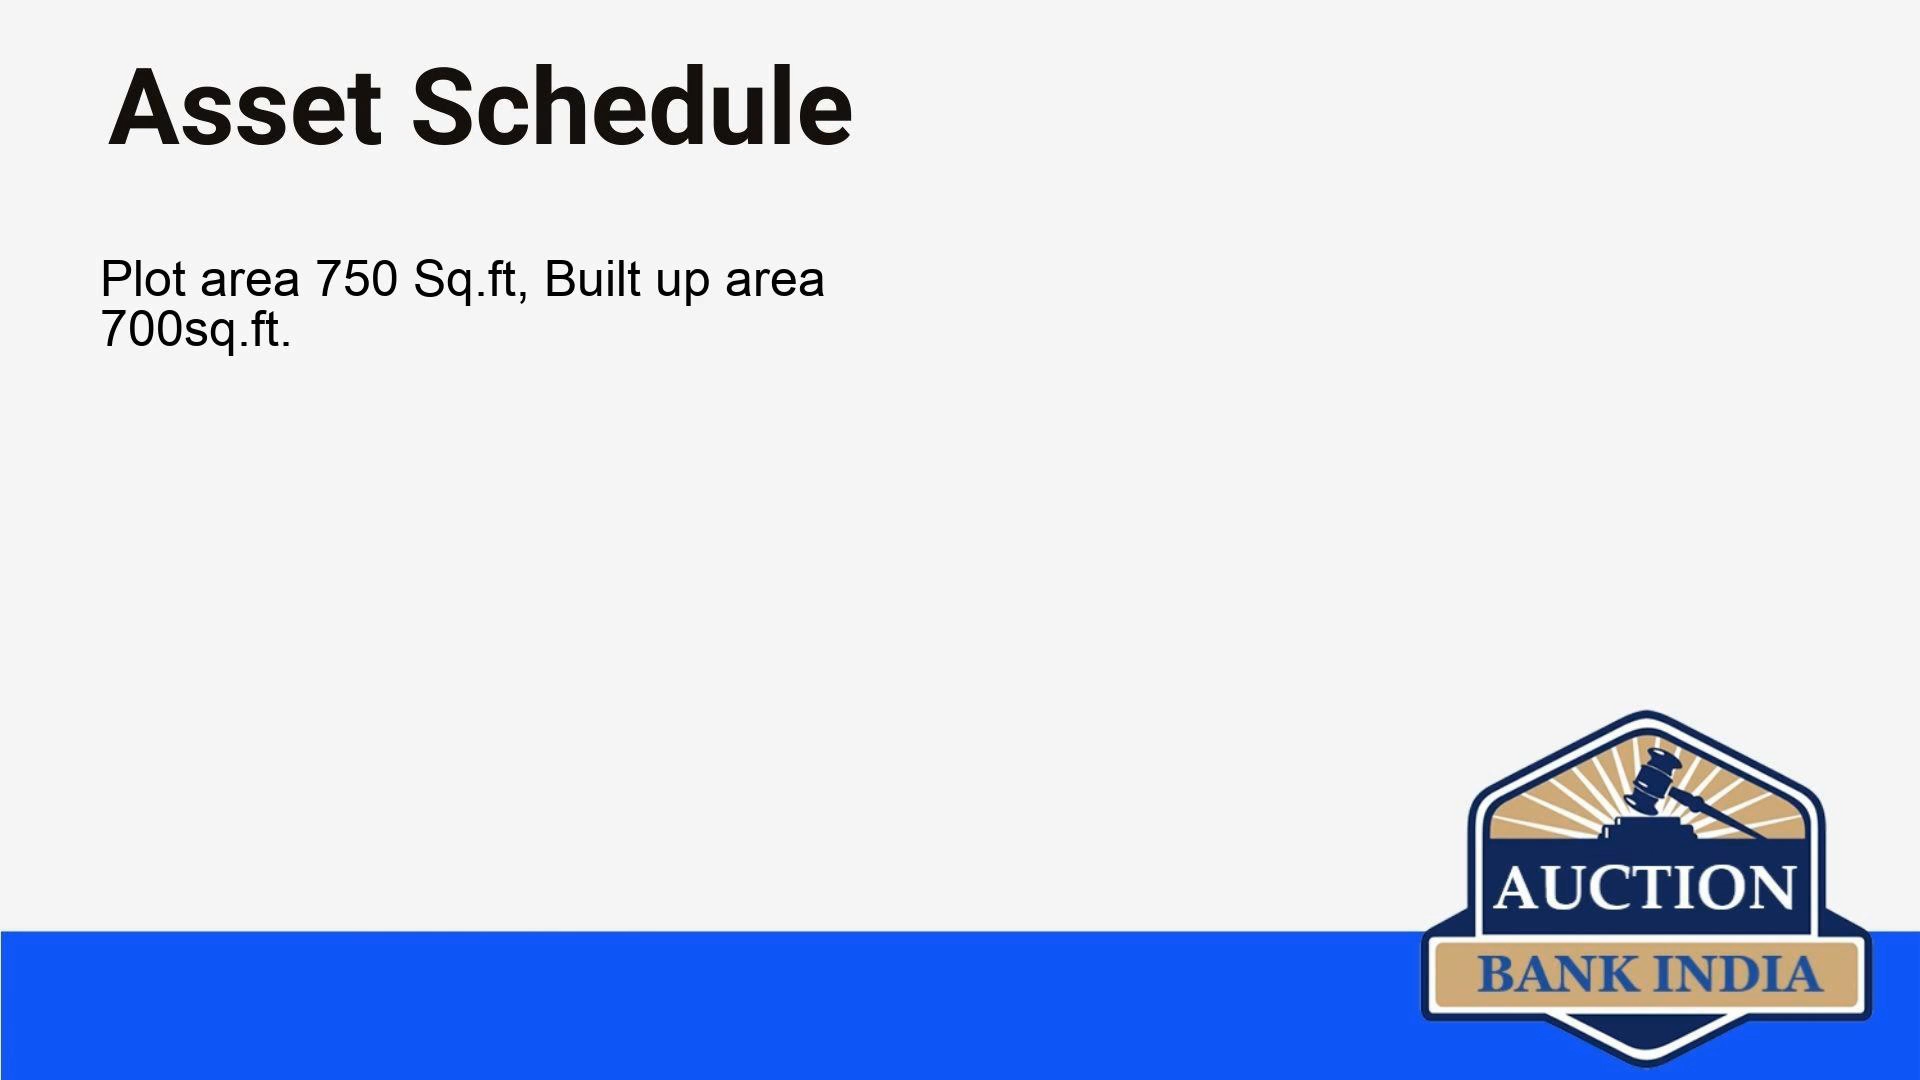 Asset Schedule
Plot area 750 Sq.ft, Built up area
700sq.ft.
AUCTION
BANK INDIA